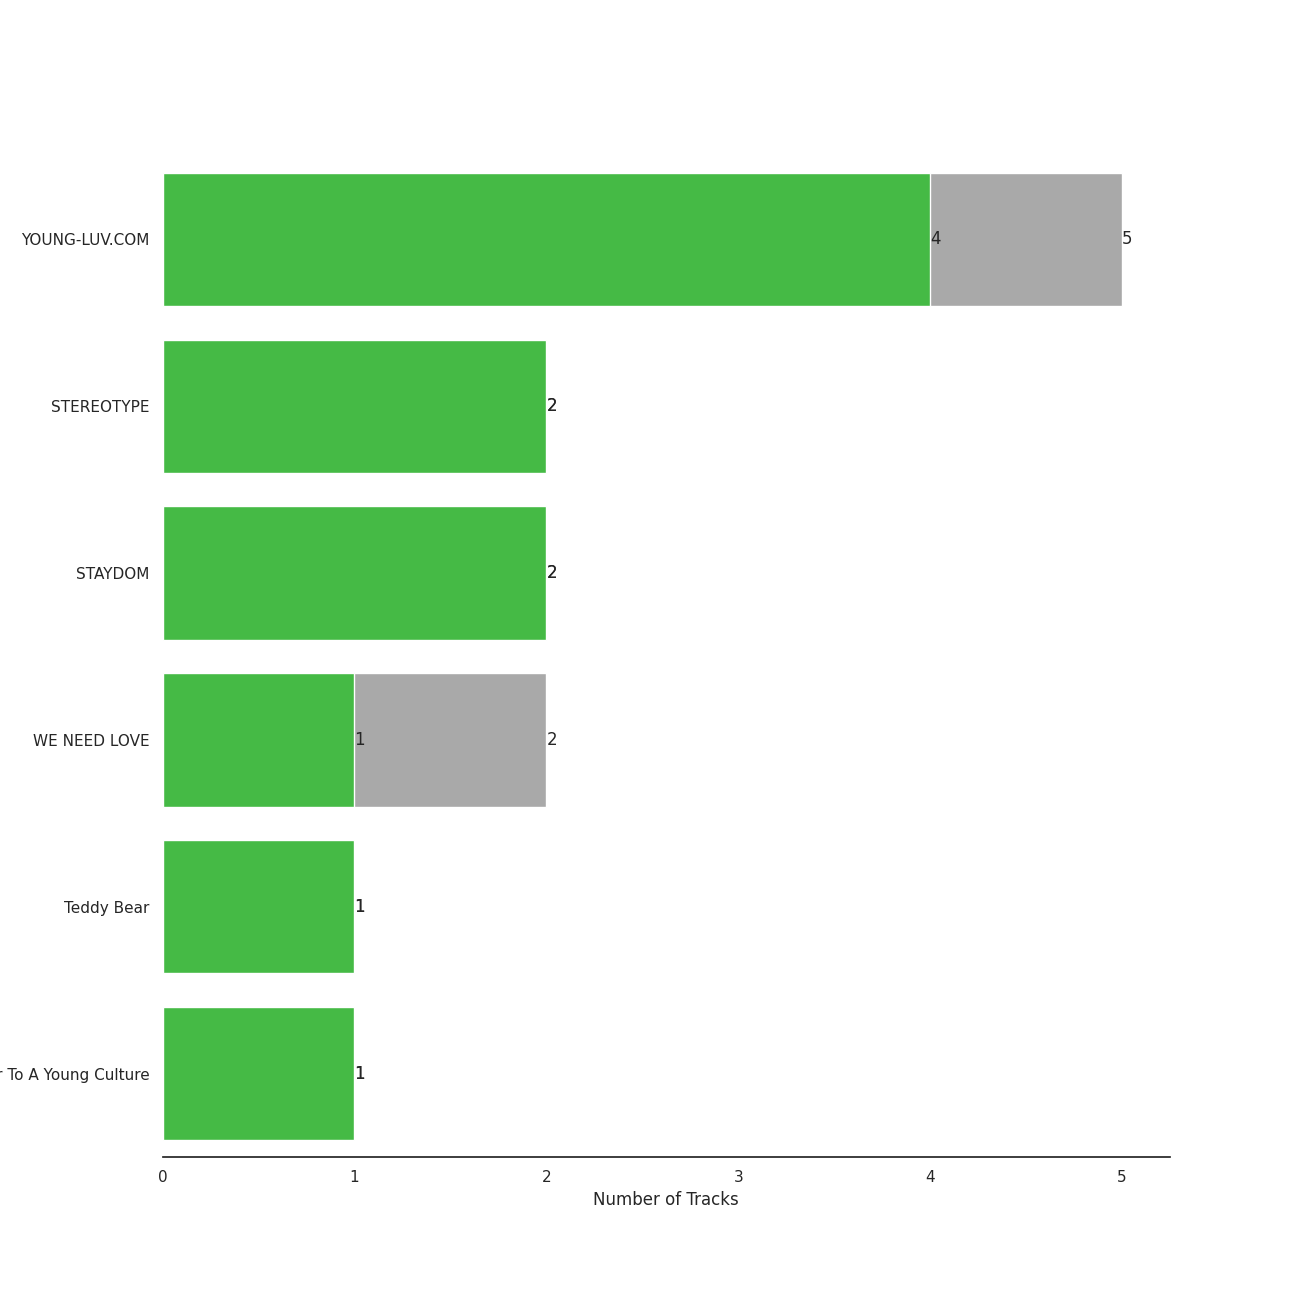 YOUNG-LUV.COM 4 5
STEREOTYPE 2
STAYDOM 2
WE NEED LOVE 1 2
Teddy Bear 1
To A Young Culture 1
0 1 2 3 4 5
Number of Tracks